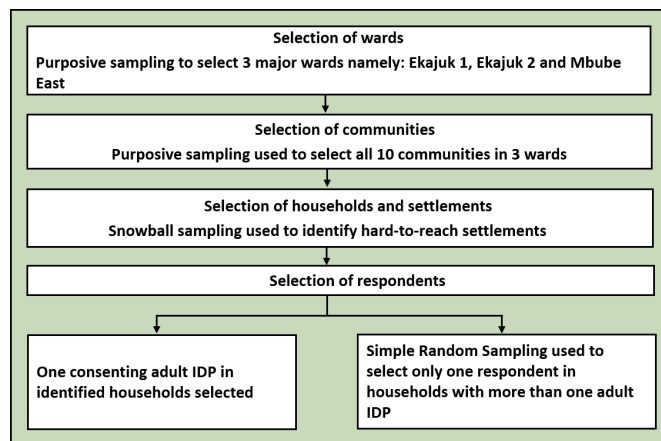 Selection of wards
Purposive sampling to select 3 major wards namely: Ekajuk 1, Ekajuk 2 and Mbube
East
Selection of communities
Purposive sampling used to select all 10 communities in 3 wards
Selection of households and settlements
Snowball sampling used to identify hard-to-reach settlements
Selection of respondents
One consenting adult IDP in
identified households selected
Simple Random Sampling used to
select only one respondent in
households with more than one adult
IDP